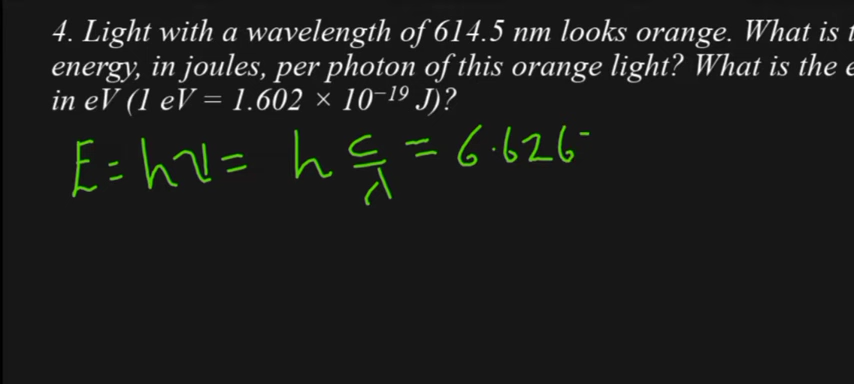 4. Light with a wavelength of 614.5 nm looks orange. What is
energy, in joules, per photon of this orange light? What is the
in eV (1 eV = 1.602 × 10⁻¹⁹ J)?
E = hν = h c/λ = 6.626